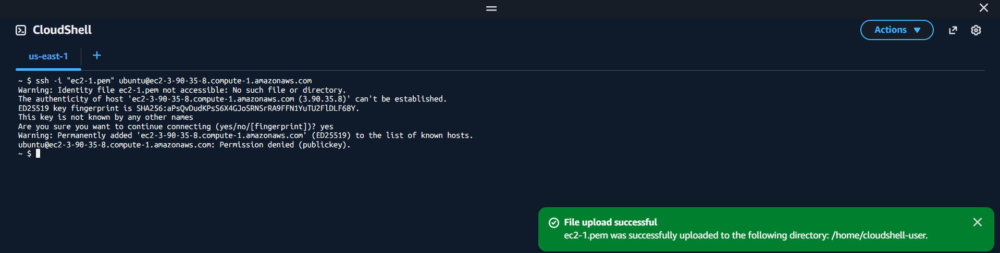 CloudShell
Actions
us-east-1
+
~ $ ssh -i "ec2-1.pem" ubuntu@ec2-3-90-35-8.compute-1.amazonaws.com
Warning: Identity file ec2-1.pem not accessible: No such file or directory.
The authenticity of host 'ec2-3-90-35-8.compute-1.amazonaws.com (3.90.35.8)' can't be established.
ED25519 key fingerprint is SHA256:aPsQvDudKPsS6X4GJoSRNSrRA9FFN1YuTU2FlDLF68Y.
This key is not known by any other names
Are you sure you want to continue connecting (yes/no/[fingerprint])? yes
Warning: Permanently added 'ec2-3-90-35-8.compute-1.amazonaws.com' (ED25519) to the list of known hosts.
ubuntu@ec2-3-90-35-8.compute-1.amazonaws.com: Permission denied (publickey).
~ $
File upload successful
ec2-1.pem was successfully uploaded to the following directory: /home/cloudshell-user.